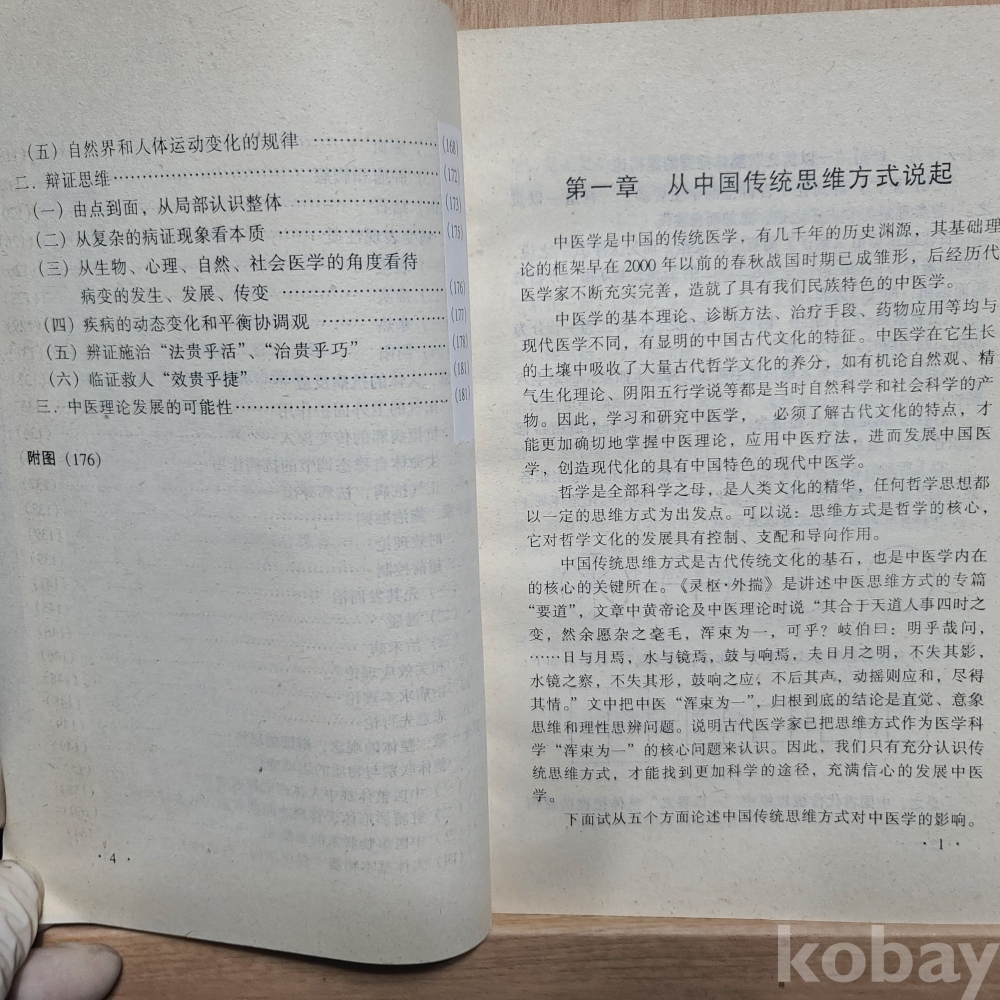 (五) 自然界和人体运动变化的规律 …… (168)
二. 辩证思维 …… (172)
(一) 由点到面，从局部认识整体 …… (173)
(二) 从复杂的病证现象看本质 …… (175)
(三) 从生物、心理、自然、社会医学的角度看待
病变的发生、发展、传变 …… (176)
(四) 疾病的动态变化和平衡协调观 …… (177)
(五) 辨证施治“法贵乎活”、“治贵乎巧” …… (178)
(六) 临证救人“效贵乎捷” …… (181)
三. 中医理论发展的可能性 …… (181)
附图 (176)
· 4 ·
第一章 从中国传统思维方式说起
中医学是中国的传统医学，有几千年的历史渊源，其基础理
论的框架早在 2000 年以前的春秋战国时期已成雏形，后经历代
医学家不断充实完善，造就了具有我们民族特色的中医学。
中医学的基本理论、诊断方法、治疗手段、药物应用等均与
现代医学不同，有显明的中国古代文化的特征。中医学在它生长
的土壤中吸收了大量古代哲学文化的养分，如有机论自然观、精
气生化理论、阴阳五行学说等都是当时自然科学和社会科学的产
物。因此，学习和研究中医学， 必须了解古代文化的特点，才
能更加确切地掌握中医理论，应用中医疗法，进而发展中国医
学，创造现代化的具有中国特色的现代中医学。
哲学是全部科学之母，是人类文化的精华，任何哲学思想都
以一定的思维方式为出发点。可以说：思维方式是哲学的核心，
它对哲学文化的发展具有控制、支配和导向作用。
中国传统思维方式是古代传统文化的基石，也是中医学内在
的核心的关键所在。《灵枢·外揣》是讲述中医思维方式的专篇
“要道”，文章中黄帝论及中医理论时说“其合于天道人事四时之
变，然余愿杂之毫毛，浑束为一，可乎？岐伯曰：明乎哉问，
……日与月焉，水与镜焉，鼓与响焉，夫日月之明，不失其影，
水镜之察，不失其形，鼓响之应，不后其声，动摇则应和，尽得
其情。”文中把中医“浑束为一”，归根到底的结论是直觉、意象
思维和理性思辨问题。说明古代医学家已把思维方式作为医学科
学“浑束为一”的核心问题来认识。因此，我们只有充分认识传
统思维方式，才能找到更加科学的途径，充满信心的发展中医
学。
下面试从五个方面论述中国传统思维方式对中医学的影响。
· 1 ·
kobay